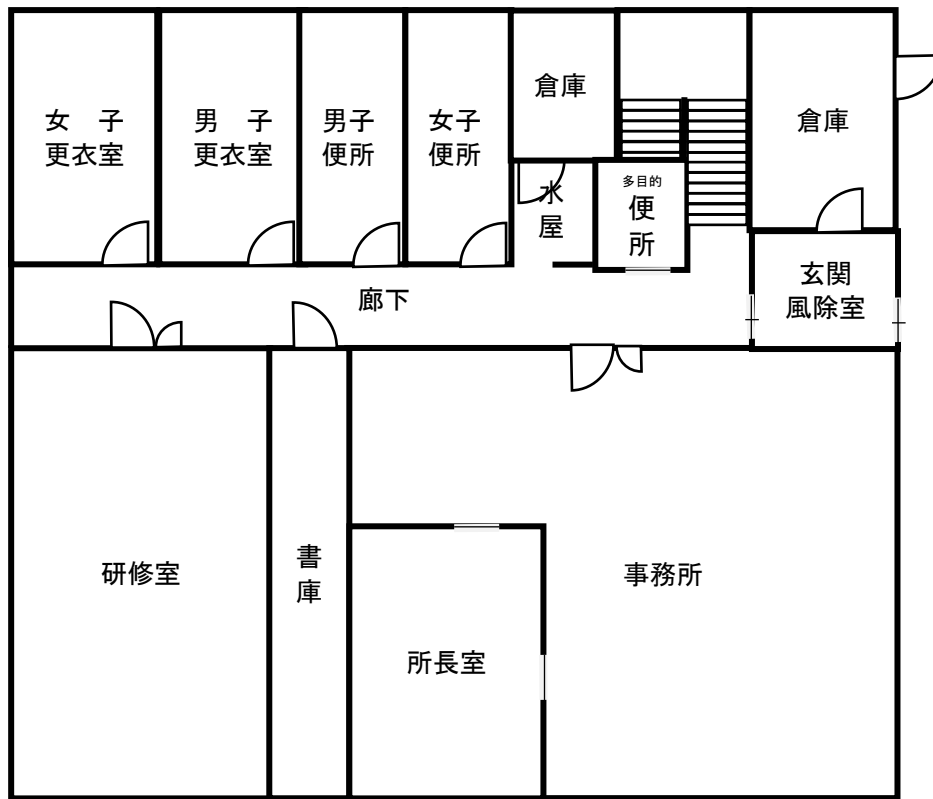 女　子
更衣室
男　子
更衣室
男子
便所
女子
便所
倉庫
水
屋
多目的
便
所
倉庫
玄関
風除室
廊下
研修室
書
庫
所長室
事務所